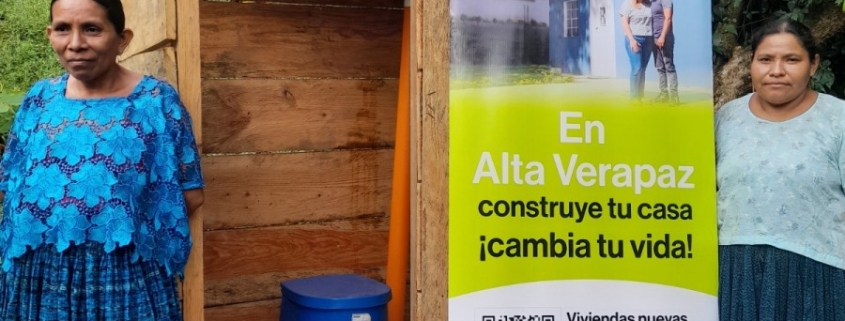 En
Alta Verapaz
construye tu casa
¡cambia tu vida!
Viviendas nuevas